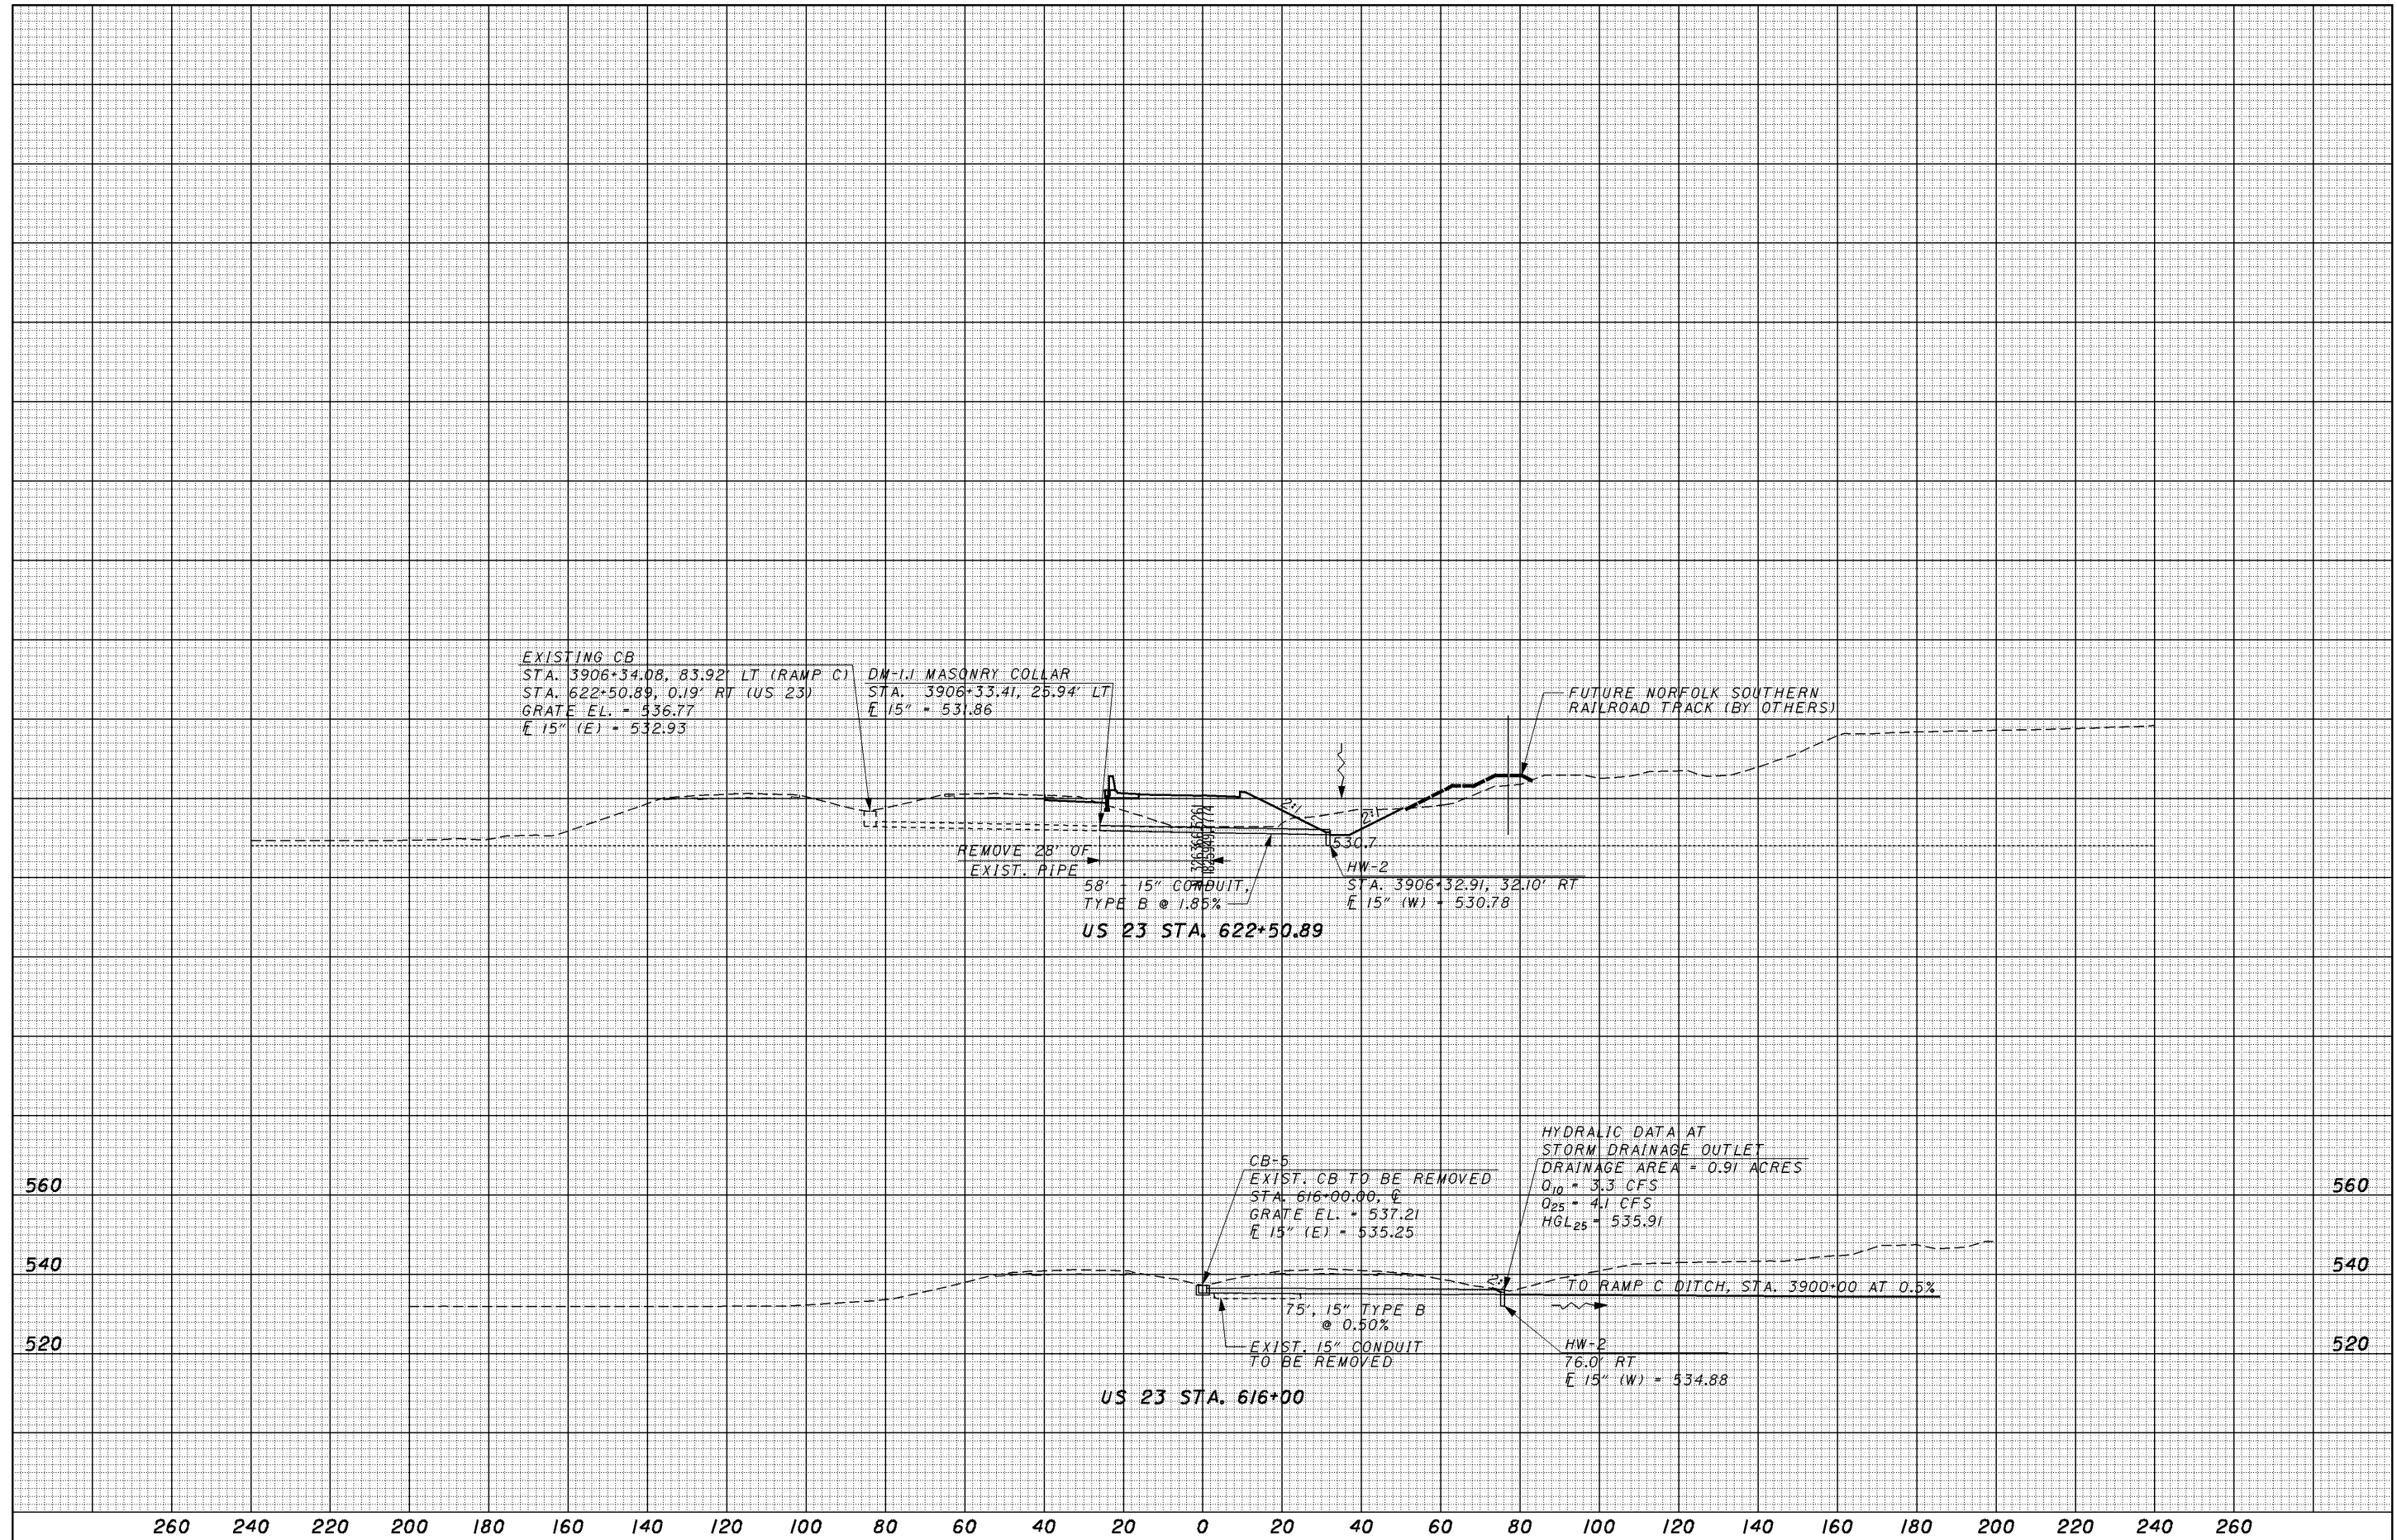 EXISTING CB
STA. 3906+34.08, 83.92' LT (RAMP C)
STA. 622+50.89, 0.19' RT (US 23)
GRATE EL. = 536.77
FL 15" (E) = 532.93
DM-1.1 MASONRY COLLAR
STA. 3906+33.41, 25.94' LT
FL 15" = 531.86
FUTURE NORFOLK SOUTHERN
RAILROAD TRACK (BY OTHERS)
2:1
2:1
530.7
REMOVE 28' OF
EXIST. PIPE
58' - 15" CONDUIT,
TYPE B @ 1.85%
HW-2
STA. 3906+32.91, 32.10' RT
FL 15" (W) = 530.78
US 23 STA. 622+50.89
HYDRALIC DATA AT
STORM DRAINAGE OUTLET
DRAINAGE AREA = 0.91 ACRES
Q10 = 3.3 CFS
Q25 = 4.1 CFS
HGL25 = 535.91
CB-5
EXIST. CB TO BE REMOVED
STA. 616+00.00, ℄
GRATE EL. = 537.21
FL 15" (E) = 535.25
560
560
540
540
520
520
2:1
TO RAMP C DITCH, STA. 3900+00 AT 0.5%
75', 15" TYPE B
@ 0.50%
EXIST. 15" CONDUIT
TO BE REMOVED
HW-2
76.0' RT
FL 15" (W) = 534.88
US 23 STA. 616+00
260 240 220 200 180 160 140 120 100 80 60 40 20 0 20 40 60 80 100 120 140 160 180 200 220 240 260